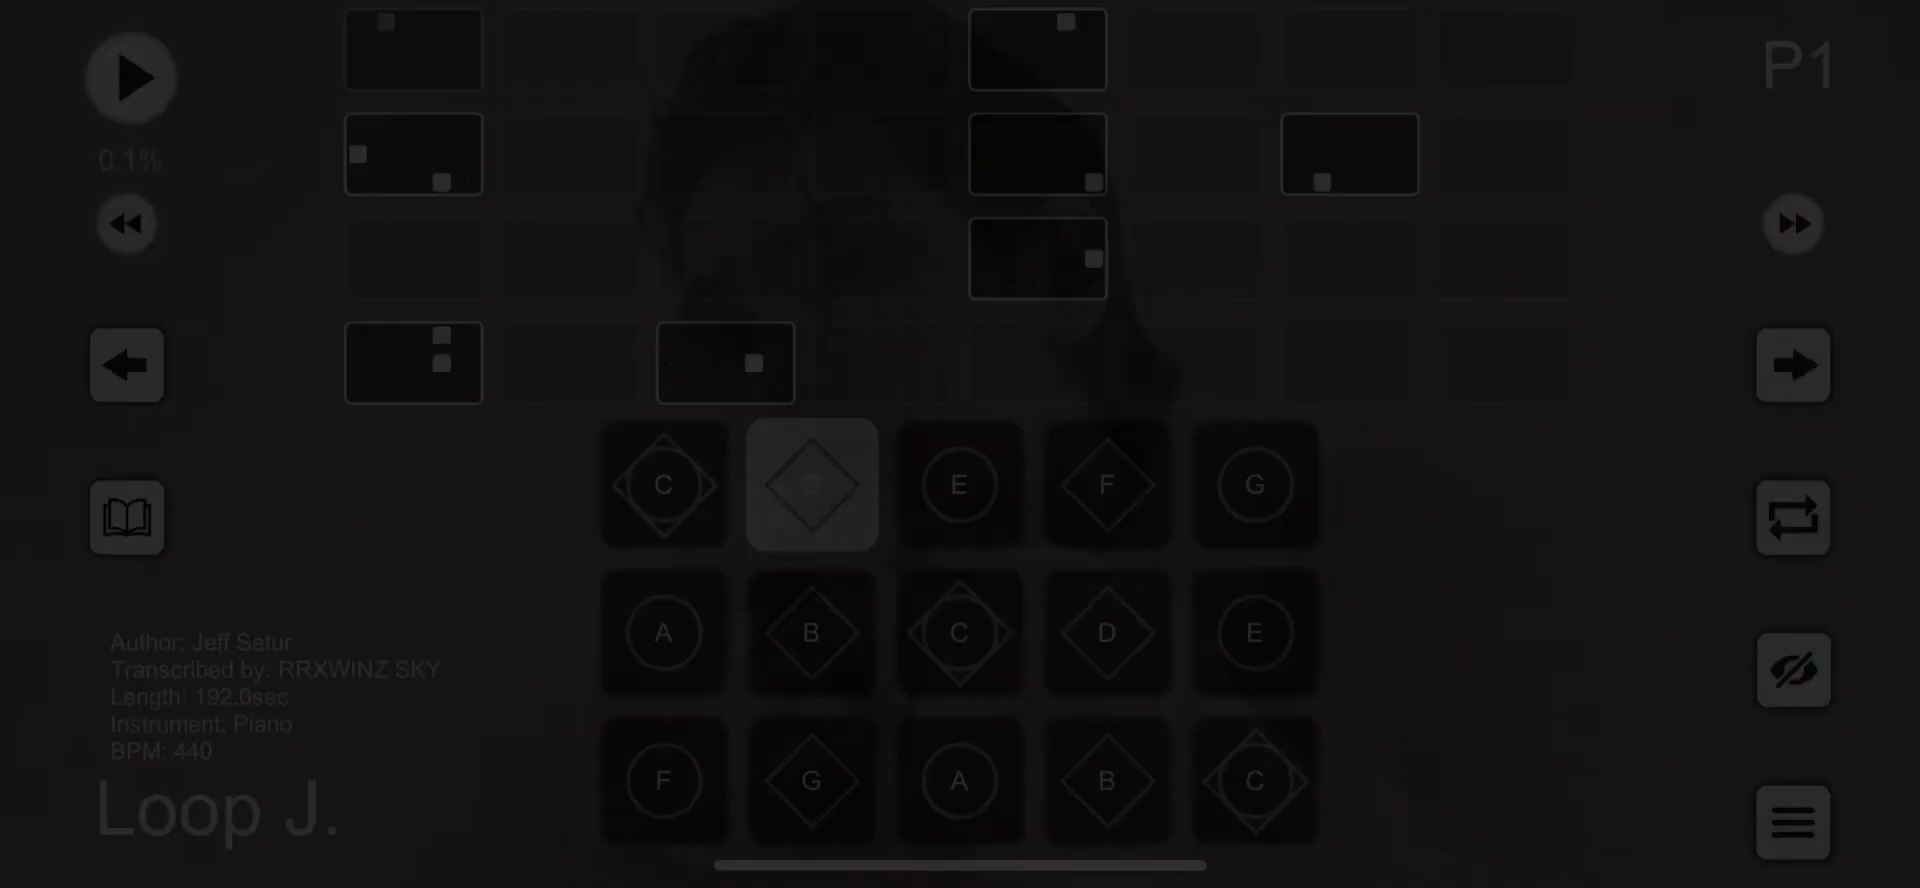 P1
0.1%
C D E F G
A B C D E
F G A B C
Author: Jeff Satur
Transcribed by: RRXWINZ SKY
Length: 192.0sec
Instrument: Piano
BPM: 440
Loop J.